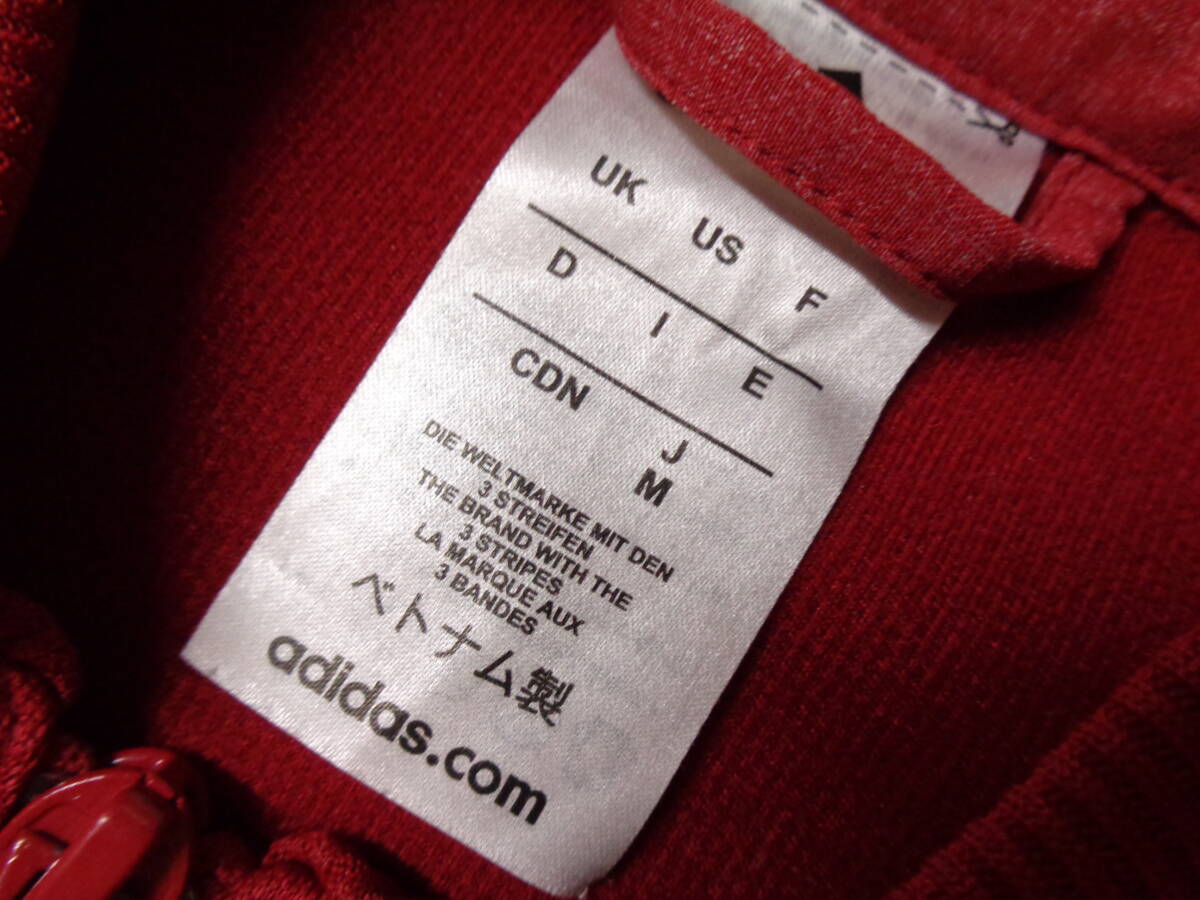 UK US F
D I E
CDN J
M
DIE WELTMARKE MIT DEN
3 STREIFEN
THE BRAND WITH THE
3 STRIPES
LA MARQUE AUX
3 BANDES
ベトナム製
adidas.com